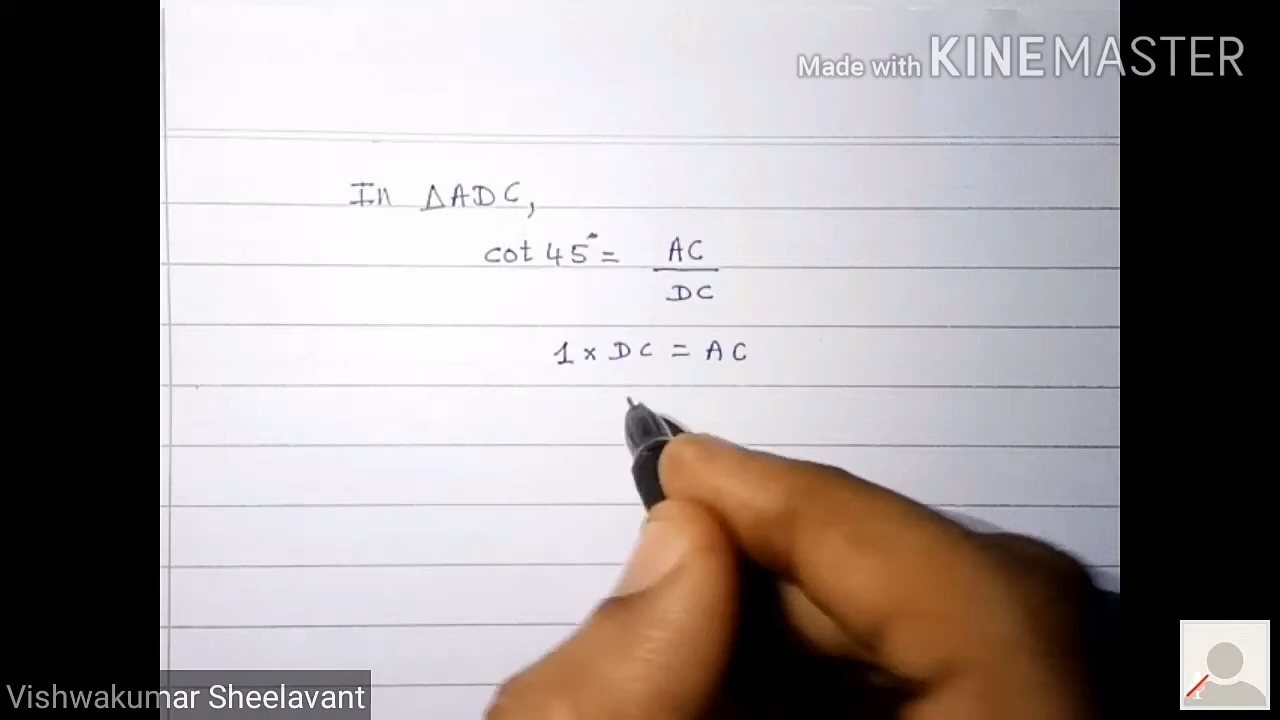 Made with KINEMASTER
In ΔADC,
cot 45° = AC
DC
1 × DC = AC
Vishwakumar Sheelavant